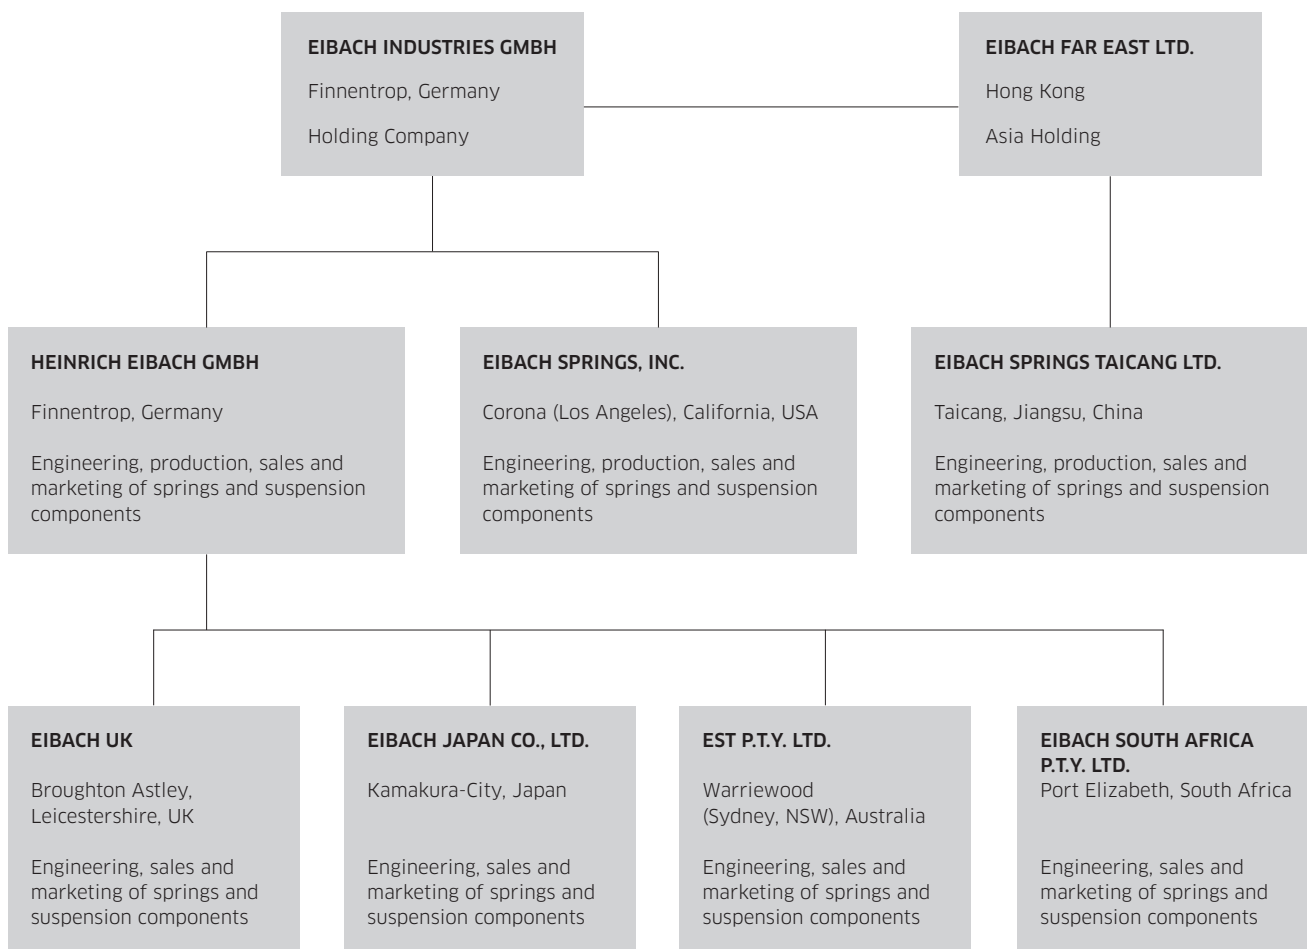 EIBACH INDUSTRIES GMBH
Finnentrop, Germany
Holding Company
EIBACH FAR EAST LTD.
Hong Kong
Asia Holding
HEINRICH EIBACH GMBH
Finnentrop, Germany
Engineering, production, sales and
marketing of springs and suspension
components
EIBACH SPRINGS, INC.
Corona (Los Angeles), California, USA
Engineering, production, sales and
marketing of springs and suspension
components
EIBACH SPRINGS TAICANG LTD.
Taicang, Jiangsu, China
Engineering, production, sales and
marketing of springs and suspension
components
EIBACH UK
Broughton Astley,
Leicestershire, UK
Engineering, sales and
marketing of springs and
suspension components
EIBACH JAPAN CO., LTD.
Kamakura-City, Japan
Engineering, sales and
marketing of springs and
suspension components
EST P.T.Y. LTD.
Warriewood
(Sydney, NSW), Australia
Engineering, sales and
marketing of springs and
suspension components
EIBACH SOUTH AFRICA
P.T.Y. LTD.
Port Elizabeth, South Africa
Engineering, sales and
marketing of springs and
suspension components